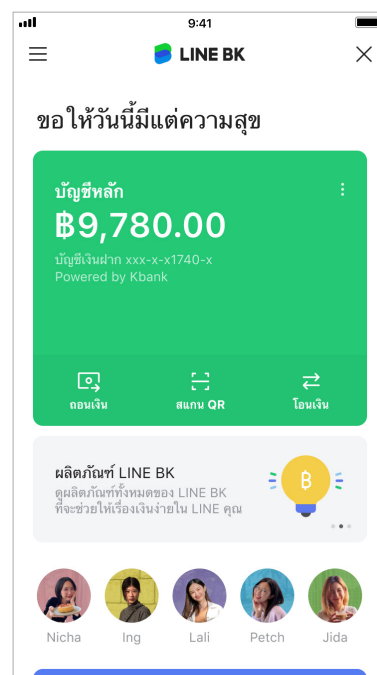 9:41
LINE BK
ขอให้วันนี้มีแต่ความสุข
บัญชีหลัก
฿9,780.00
บัญชีเงินฝาก xxx-x-x1740-x
Powered by Kbank
ถอนเงิน
สแกน QR
โอนเงิน
ผลิตภัณฑ์ LINE BK
ดูผลิตภัณฑ์ทั้งหมดของ LINE BK
ที่จะช่วยให้เรื่องเงินง่ายใน LINE คุณ
฿
Nicha
Ing
Lali
Petch
Jida